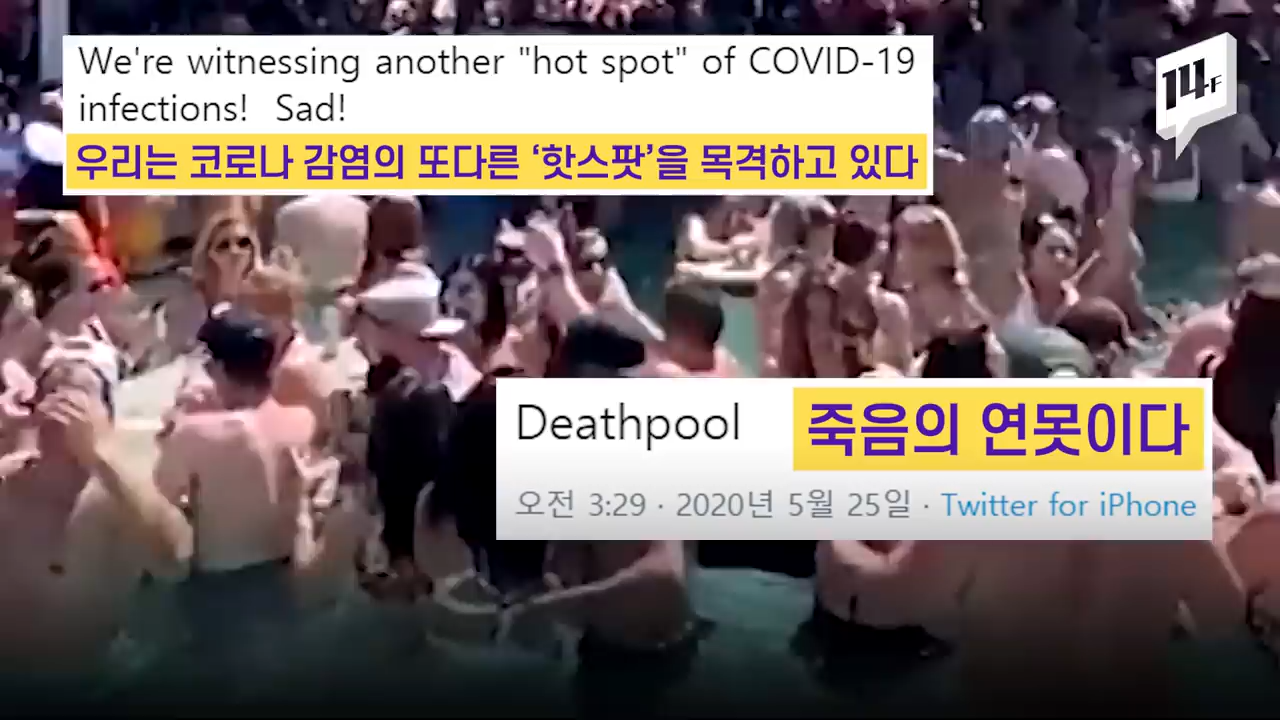 We're witnessing another "hot spot" of COVID-19
infections!  Sad!
우리는 코로나 감염의 또다른 ‘핫스팟’을 목격하고 있다
14F
Deathpool
죽음의 연못이다
오전 3:29 · 2020년 5월 25일 · Twitter for iPhone